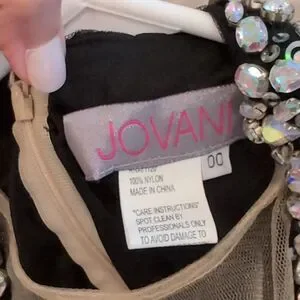 JOVANI
00
100% NYLON
MADE IN CHINA
"CARE INSTRUCTIONS"
SPOT CLEAN BY
PROFESSIONALS ONLY
TO AVOID DAMAGE TO